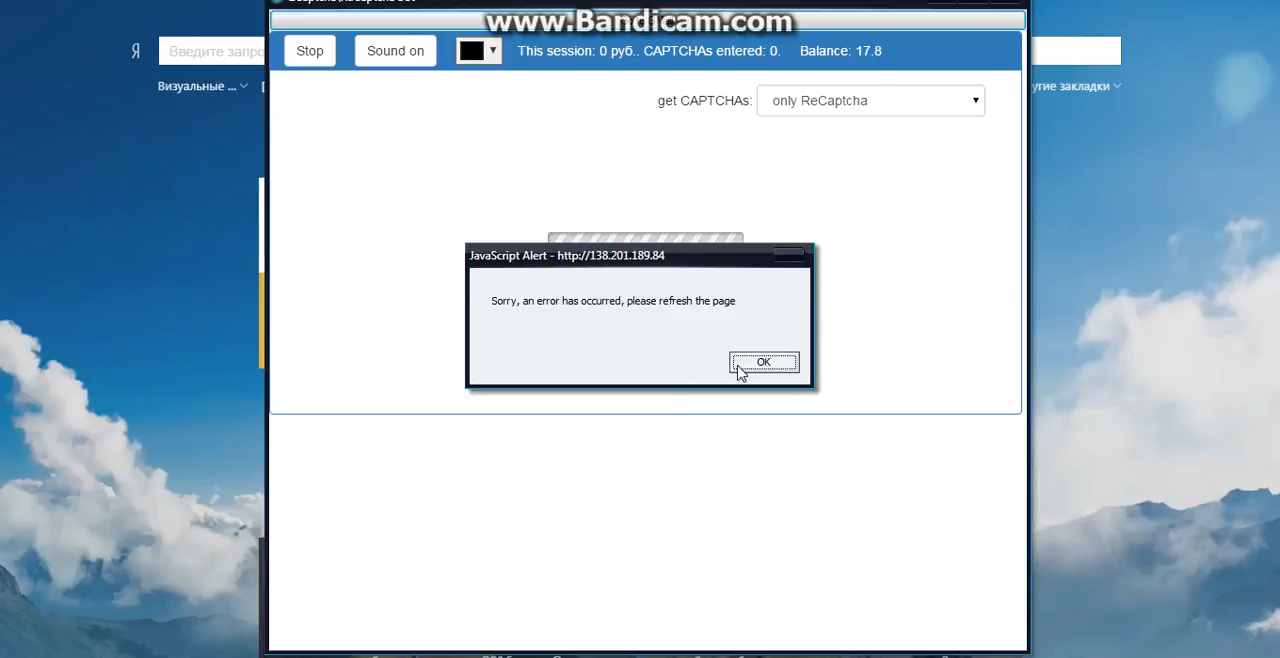 www.Bandicam.com
Я
Введите запро
Визуальные ...
Stop
Sound on
This session: 0 руб.. CAPTCHAs entered: 0.
Balance: 17.8
угие закладки
get CAPTCHAs:
only ReCaptcha
JavaScript Alert - http://138.201.189.84
Sorry, an error has occurred, please refresh the page
OK